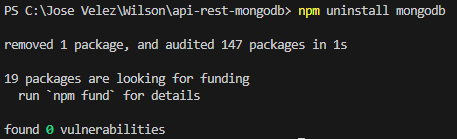 PS C:\Jose Velez\Wilson\api-rest-mongodb> npm uninstall mongodb
removed 1 package, and audited 147 packages in 1s
19 packages are looking for funding
run `npm fund` for details
found 0 vulnerabilities